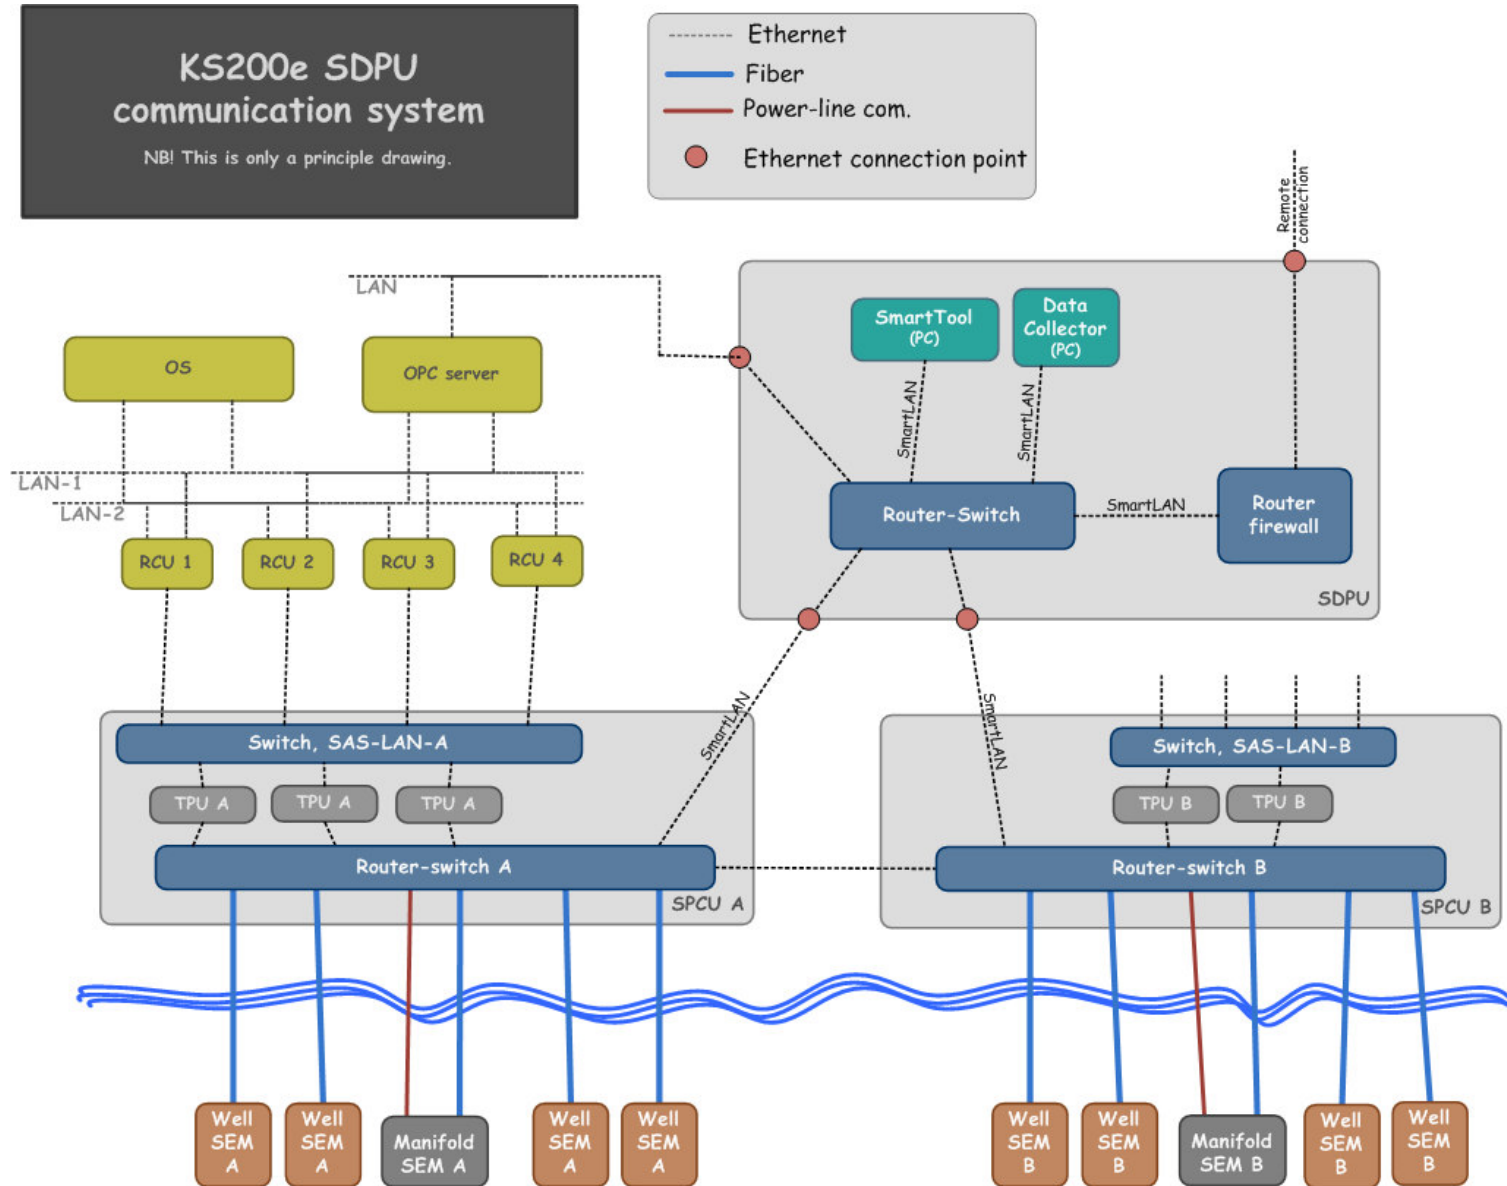 KS200e SDPU
communication system
NB! This is only a principle drawing.
Ethernet
Fiber
Power-line com.
Ethernet connection point
Remote
connection
LAN
SmartTool
(PC)
Data
Collector
(PC)
OS
OPC server
SmartLAN
SmartLAN
LAN-1
LAN-2
Router-Switch
SmartLAN
Router
firewall
RCU 1
RCU 2
RCU 3
RCU 4
SDPU
SmartLAN
SmartLAN
Switch, SAS-LAN-A
Switch, SAS-LAN-B
TPU A
TPU A
TPU A
TPU B
TPU B
Router-switch A
Router-switch B
SPCU A
SPCU B
Well
SEM
A
Well
SEM
A
Manifold
SEM A
Well
SEM
A
Well
SEM
A
Well
SEM
B
Well
SEM
B
Manifold
SEM B
Well
SEM
B
Well
SEM
B